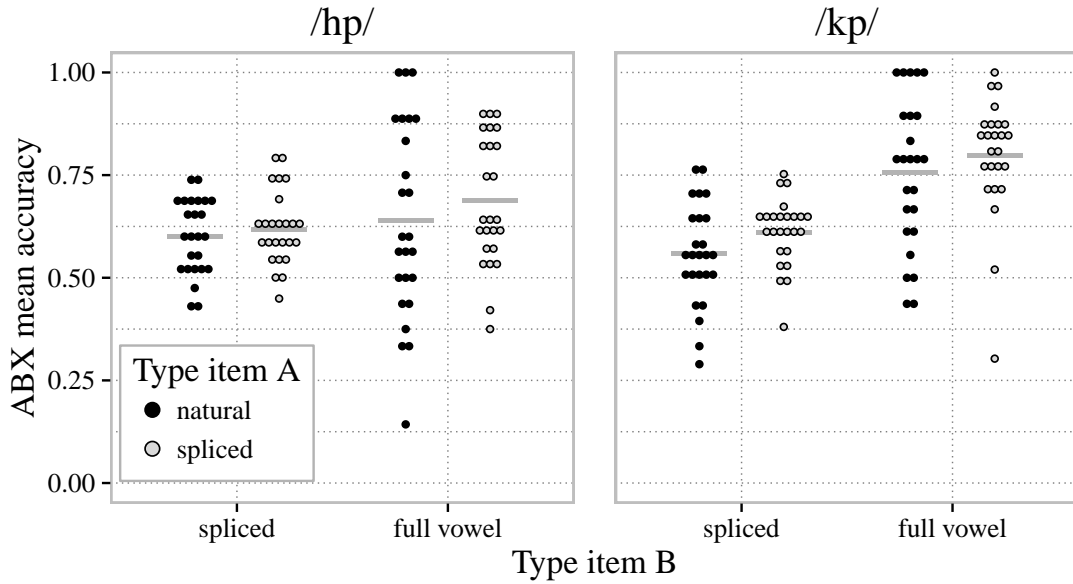 /hp/
/kp/
ABX mean accuracy
1.00
0.75
0.50
0.25
0.00
Type item A
natural
spliced
spliced
full vowel
spliced
full vowel
Type item B